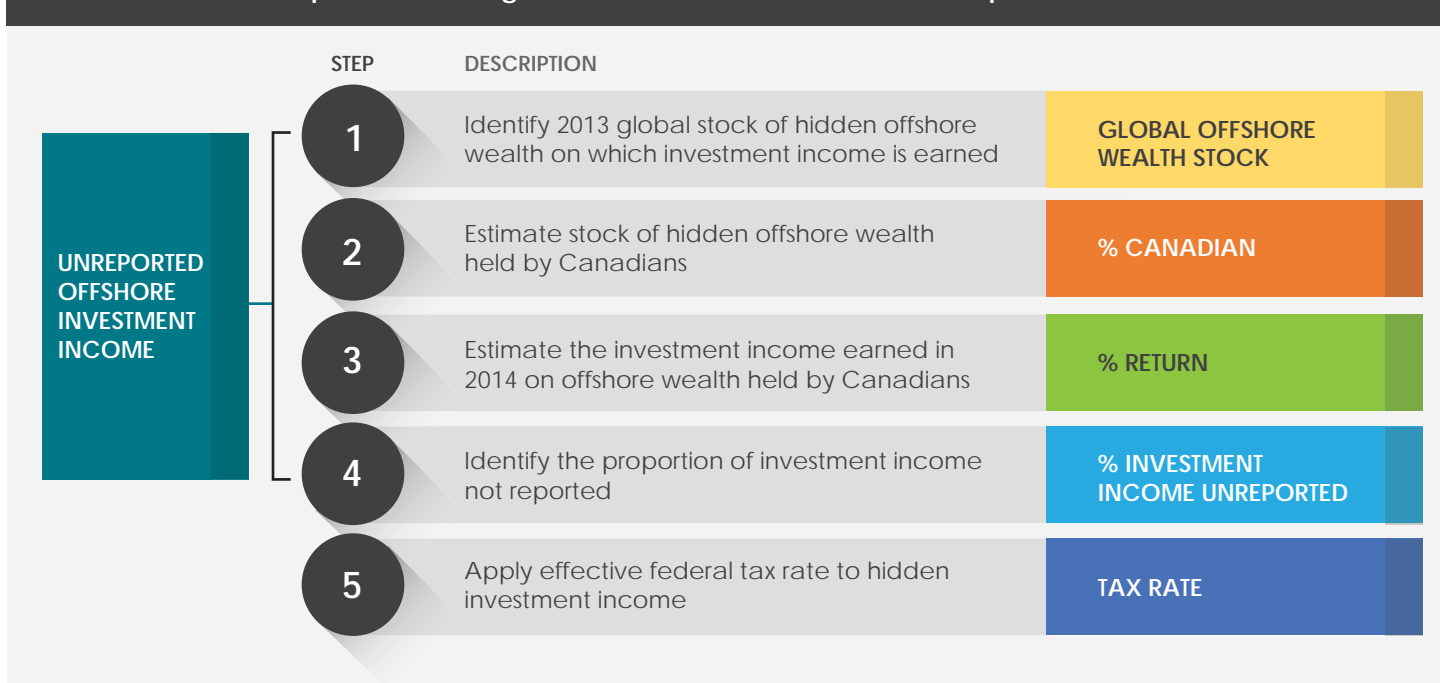 STEP DESCRIPTION
1 Identify 2013 global stock of hidden offshore
wealth on which investment income is earned
GLOBAL OFFSHORE
WEALTH STOCK
2 Estimate stock of hidden offshore wealth
held by Canadians
% CANADIAN
UNREPORTED
OFFSHORE
INVESTMENT
INCOME
3 Estimate the investment income earned in
2014 on offshore wealth held by Canadians
% RETURN
4 Identify the proportion of investment income
not reported
% INVESTMENT
INCOME UNREPORTED
5 Apply effective federal tax rate to hidden
investment income
TAX RATE